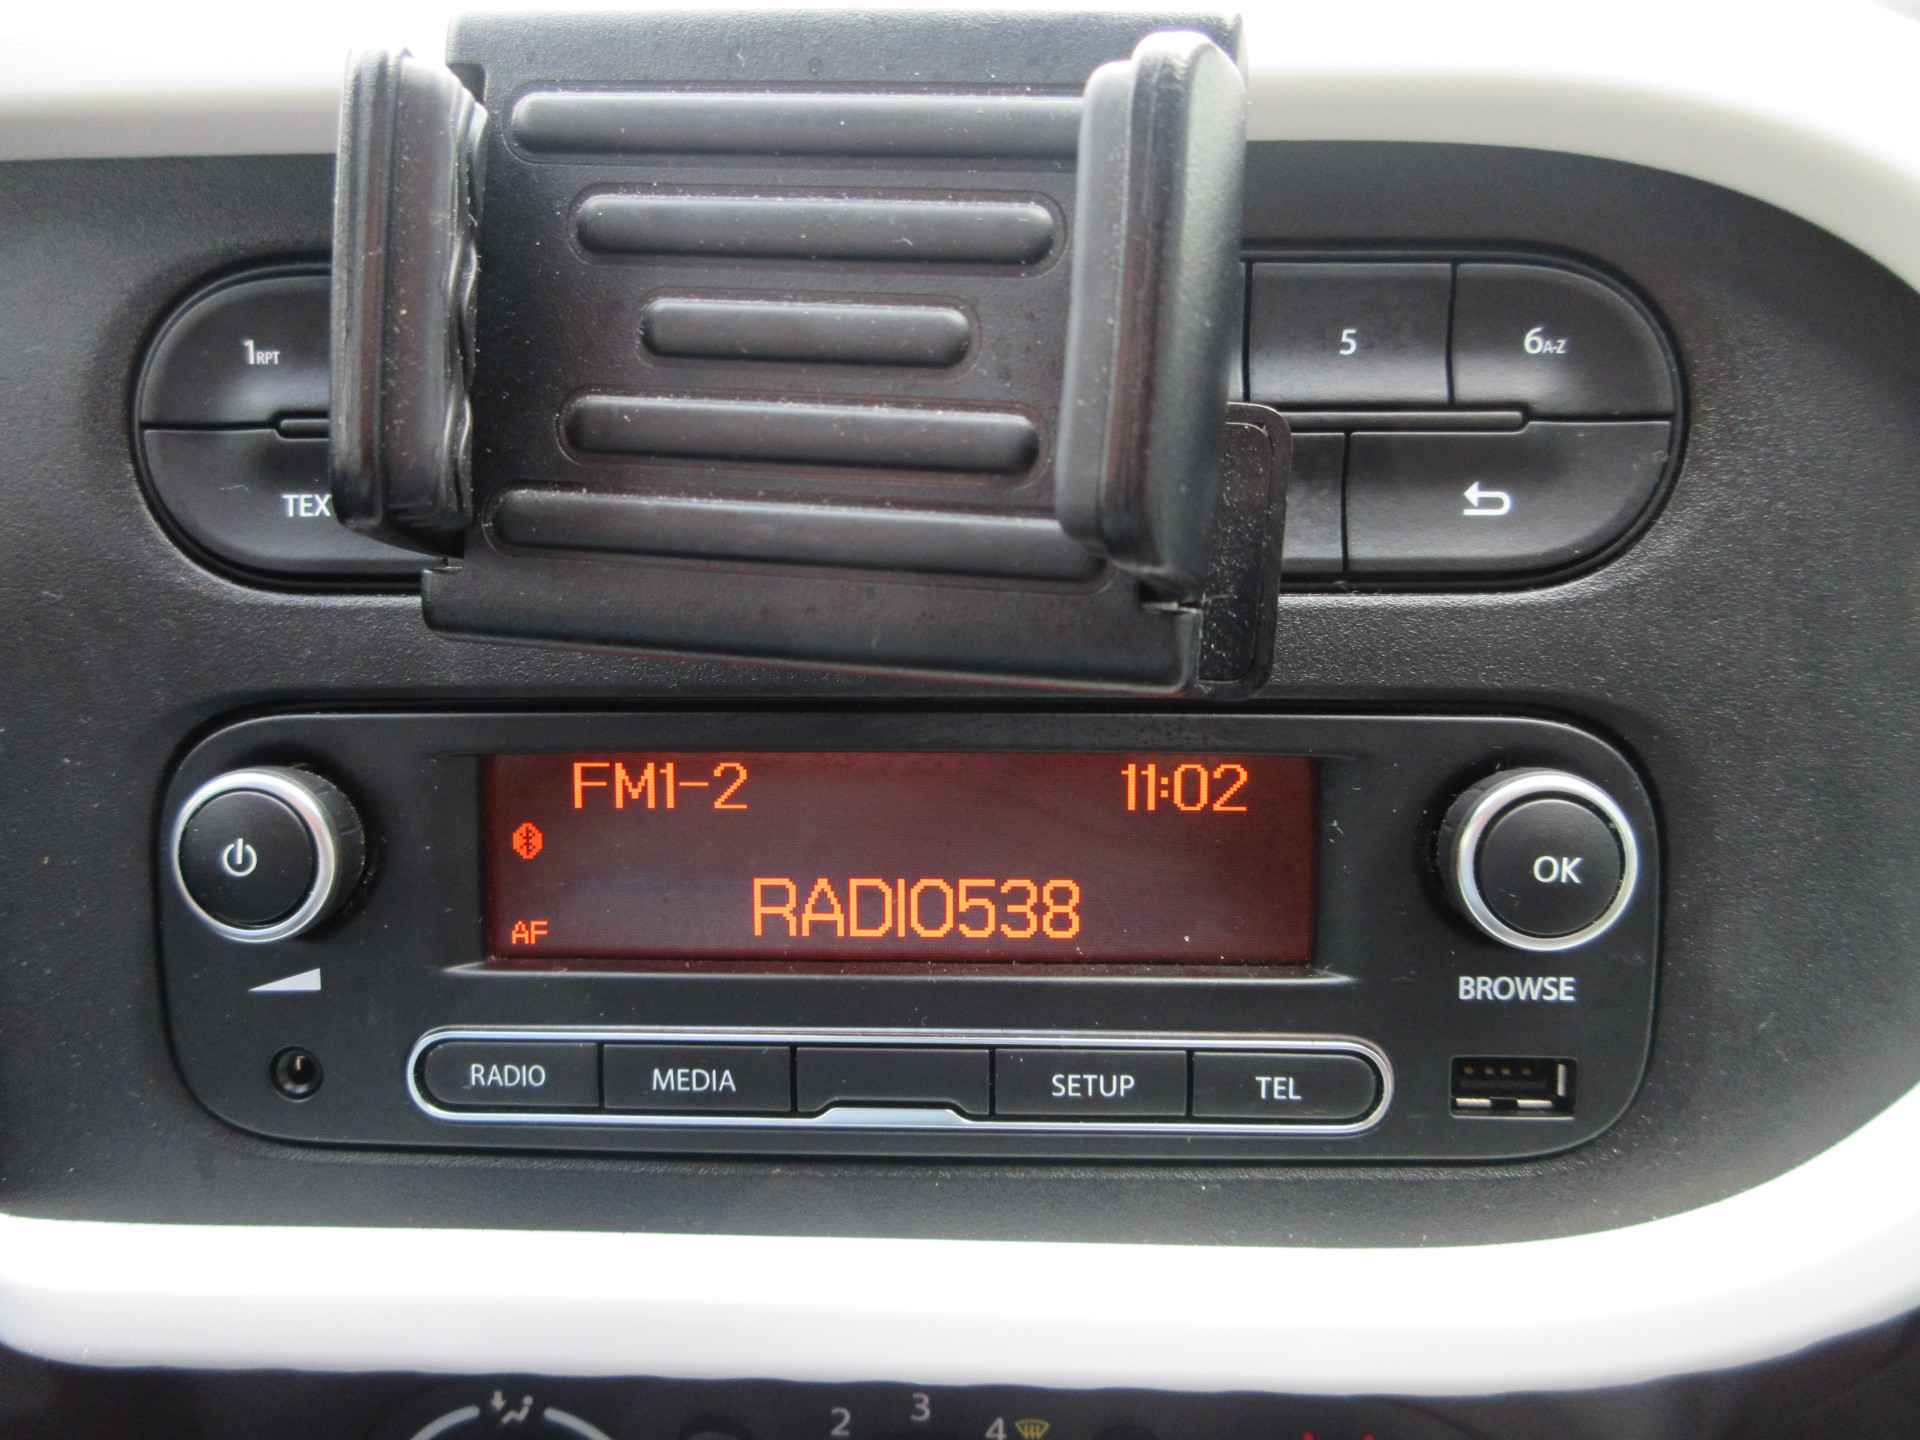 1RPT
5
6A-Z
TEX
FM1-2
11:02
RADIO538
AF
OK
BROWSE
RADIO
MEDIA
SETUP
TEL
2
3
4